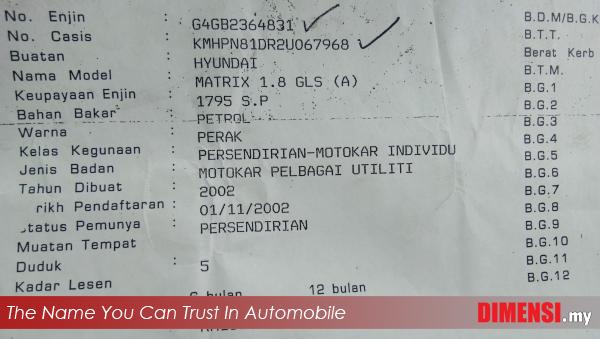 No. Enjin : G4GB2364831 B.D.M/B.G.K
No. Casis : KMHPN81DR2U067968 B.T.T.
Buatan : HYUNDAI Berat Kerb
Nama Model : MATRIX 1.8 GLS (A) B.T.M.
Keupayaan Enjin : 1795 S.P B.G.1
Bahan Bakar : PETROL B.G.2
Warna : PERAK B.G.3
Kelas Kegunaan : PERSENDIRIAN-MOTOKAR INDIVIDU B.G.4
Jenis Badan : MOTOKAR PELBAGAI UTILITI B.G.5
Tahun Dibuat : 2002 B.G.6
rikh Pendaftaran : 01/11/2002 B.G.7
Status Pemunya : PERSENDIRIAN B.G.8
Muatan Tempat B.G.9
Duduk : 5 B.G.10
Kadar Lesen B.G.11
bulan 12 bulan B.G.12
The Name You Can Trust In Automobile
DIMENSI.my